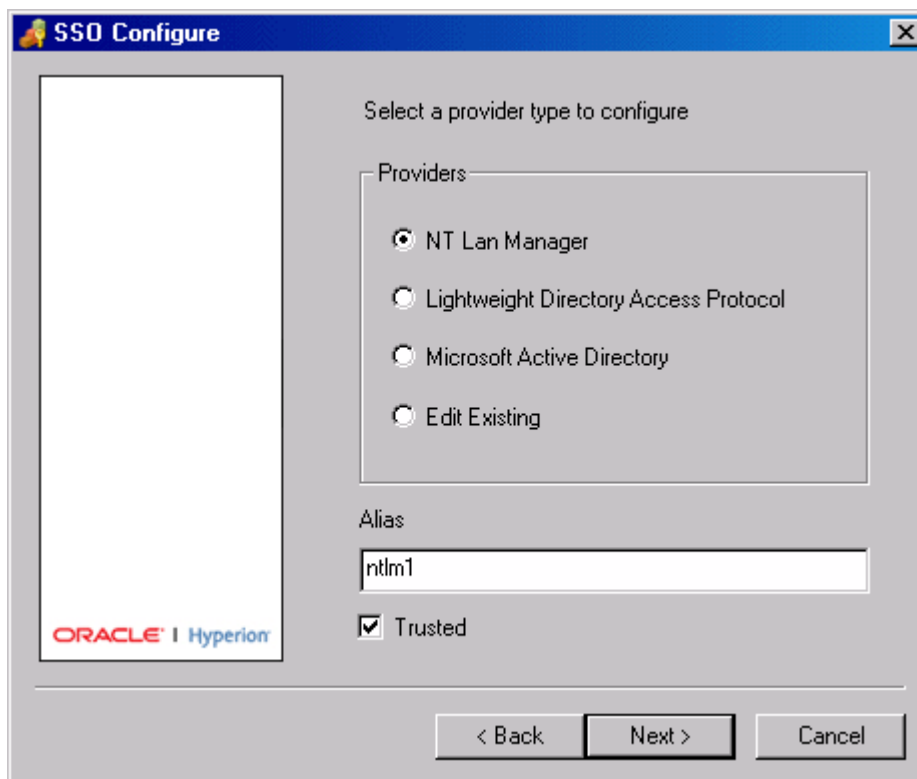 SSO Configure
Select a provider type to configure
Providers
NT Lan Manager
Lightweight Directory Access Protocol
Microsoft Active Directory
Edit Existing
Alias
ntlm1
Trusted
ORACLE® | Hyperion®
< Back
Next >
Cancel